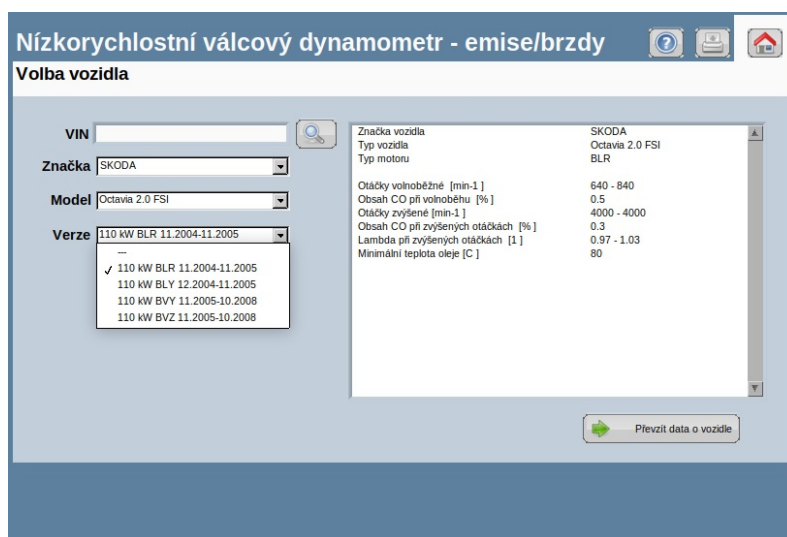 Nízkorychlostní válcový dynamometr - emise/brzdy
Volba vozidla
VIN
Značka SKODA
Model Octavia 2.0 FSI
Verze 110 kW BLR 11.2004-11.2005
---
✓ 110 kW BLR 11.2004-11.2005
110 kW BLY 12.2004-11.2005
110 kW BVY 11.2005-10.2008
110 kW BVZ 11.2005-10.2008
Značka vozidla SKODA
Typ vozidla Octavia 2.0 FSI
Typ motoru BLR
Otáčky volnoběžné [min-1 ] 640 - 840
Obsah CO při volnoběhu [% ] 0.5
Otáčky zvýšené [min-1 ] 4000 - 4000
Obsah CO při zvýšených otáčkách [% ] 0.3
Lambda při zvýšených otáčkách [1 ] 0.97 - 1.03
Minimální teplota oleje [C ] 80
Převzít data o vozidle